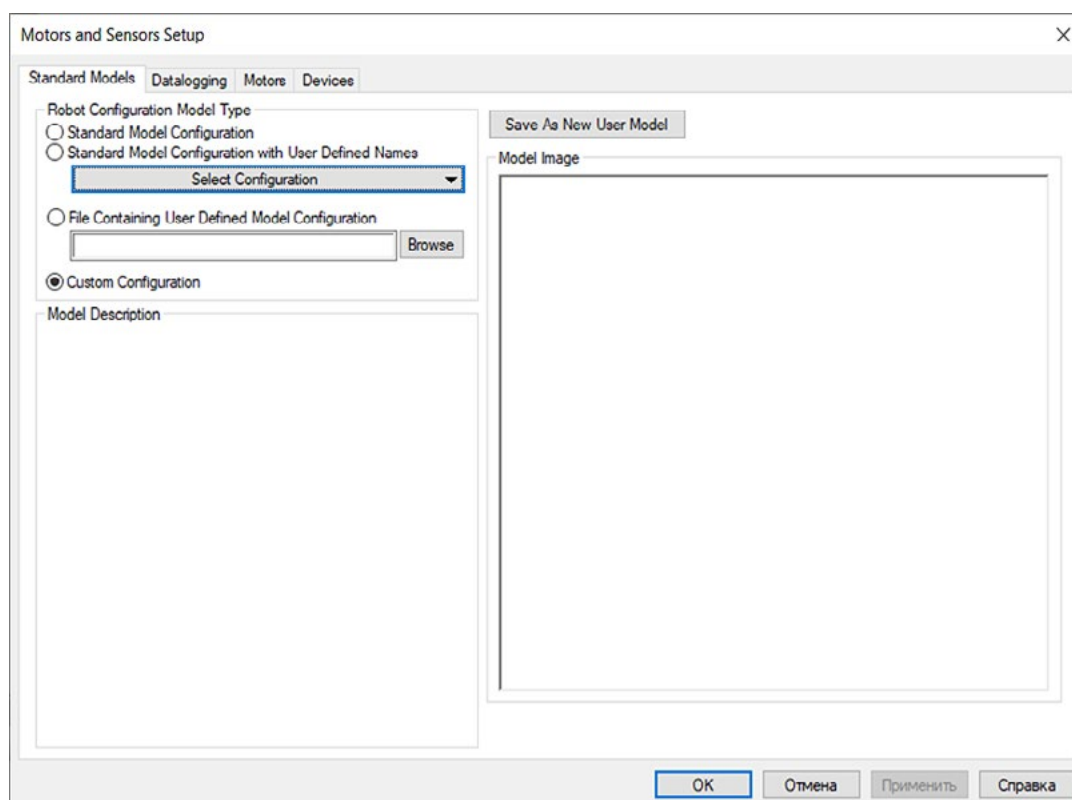 Motors and Sensors Setup
Standard Models Datalogging Motors Devices
Robot Configuration Model Type
Standard Model Configuration
Standard Model Configuration with User Defined Names
Select Configuration
File Containing User Defined Model Configuration
Browse
Custom Configuration
Model Description
Save As New User Model
Model Image
OK Отмена Применить Справка